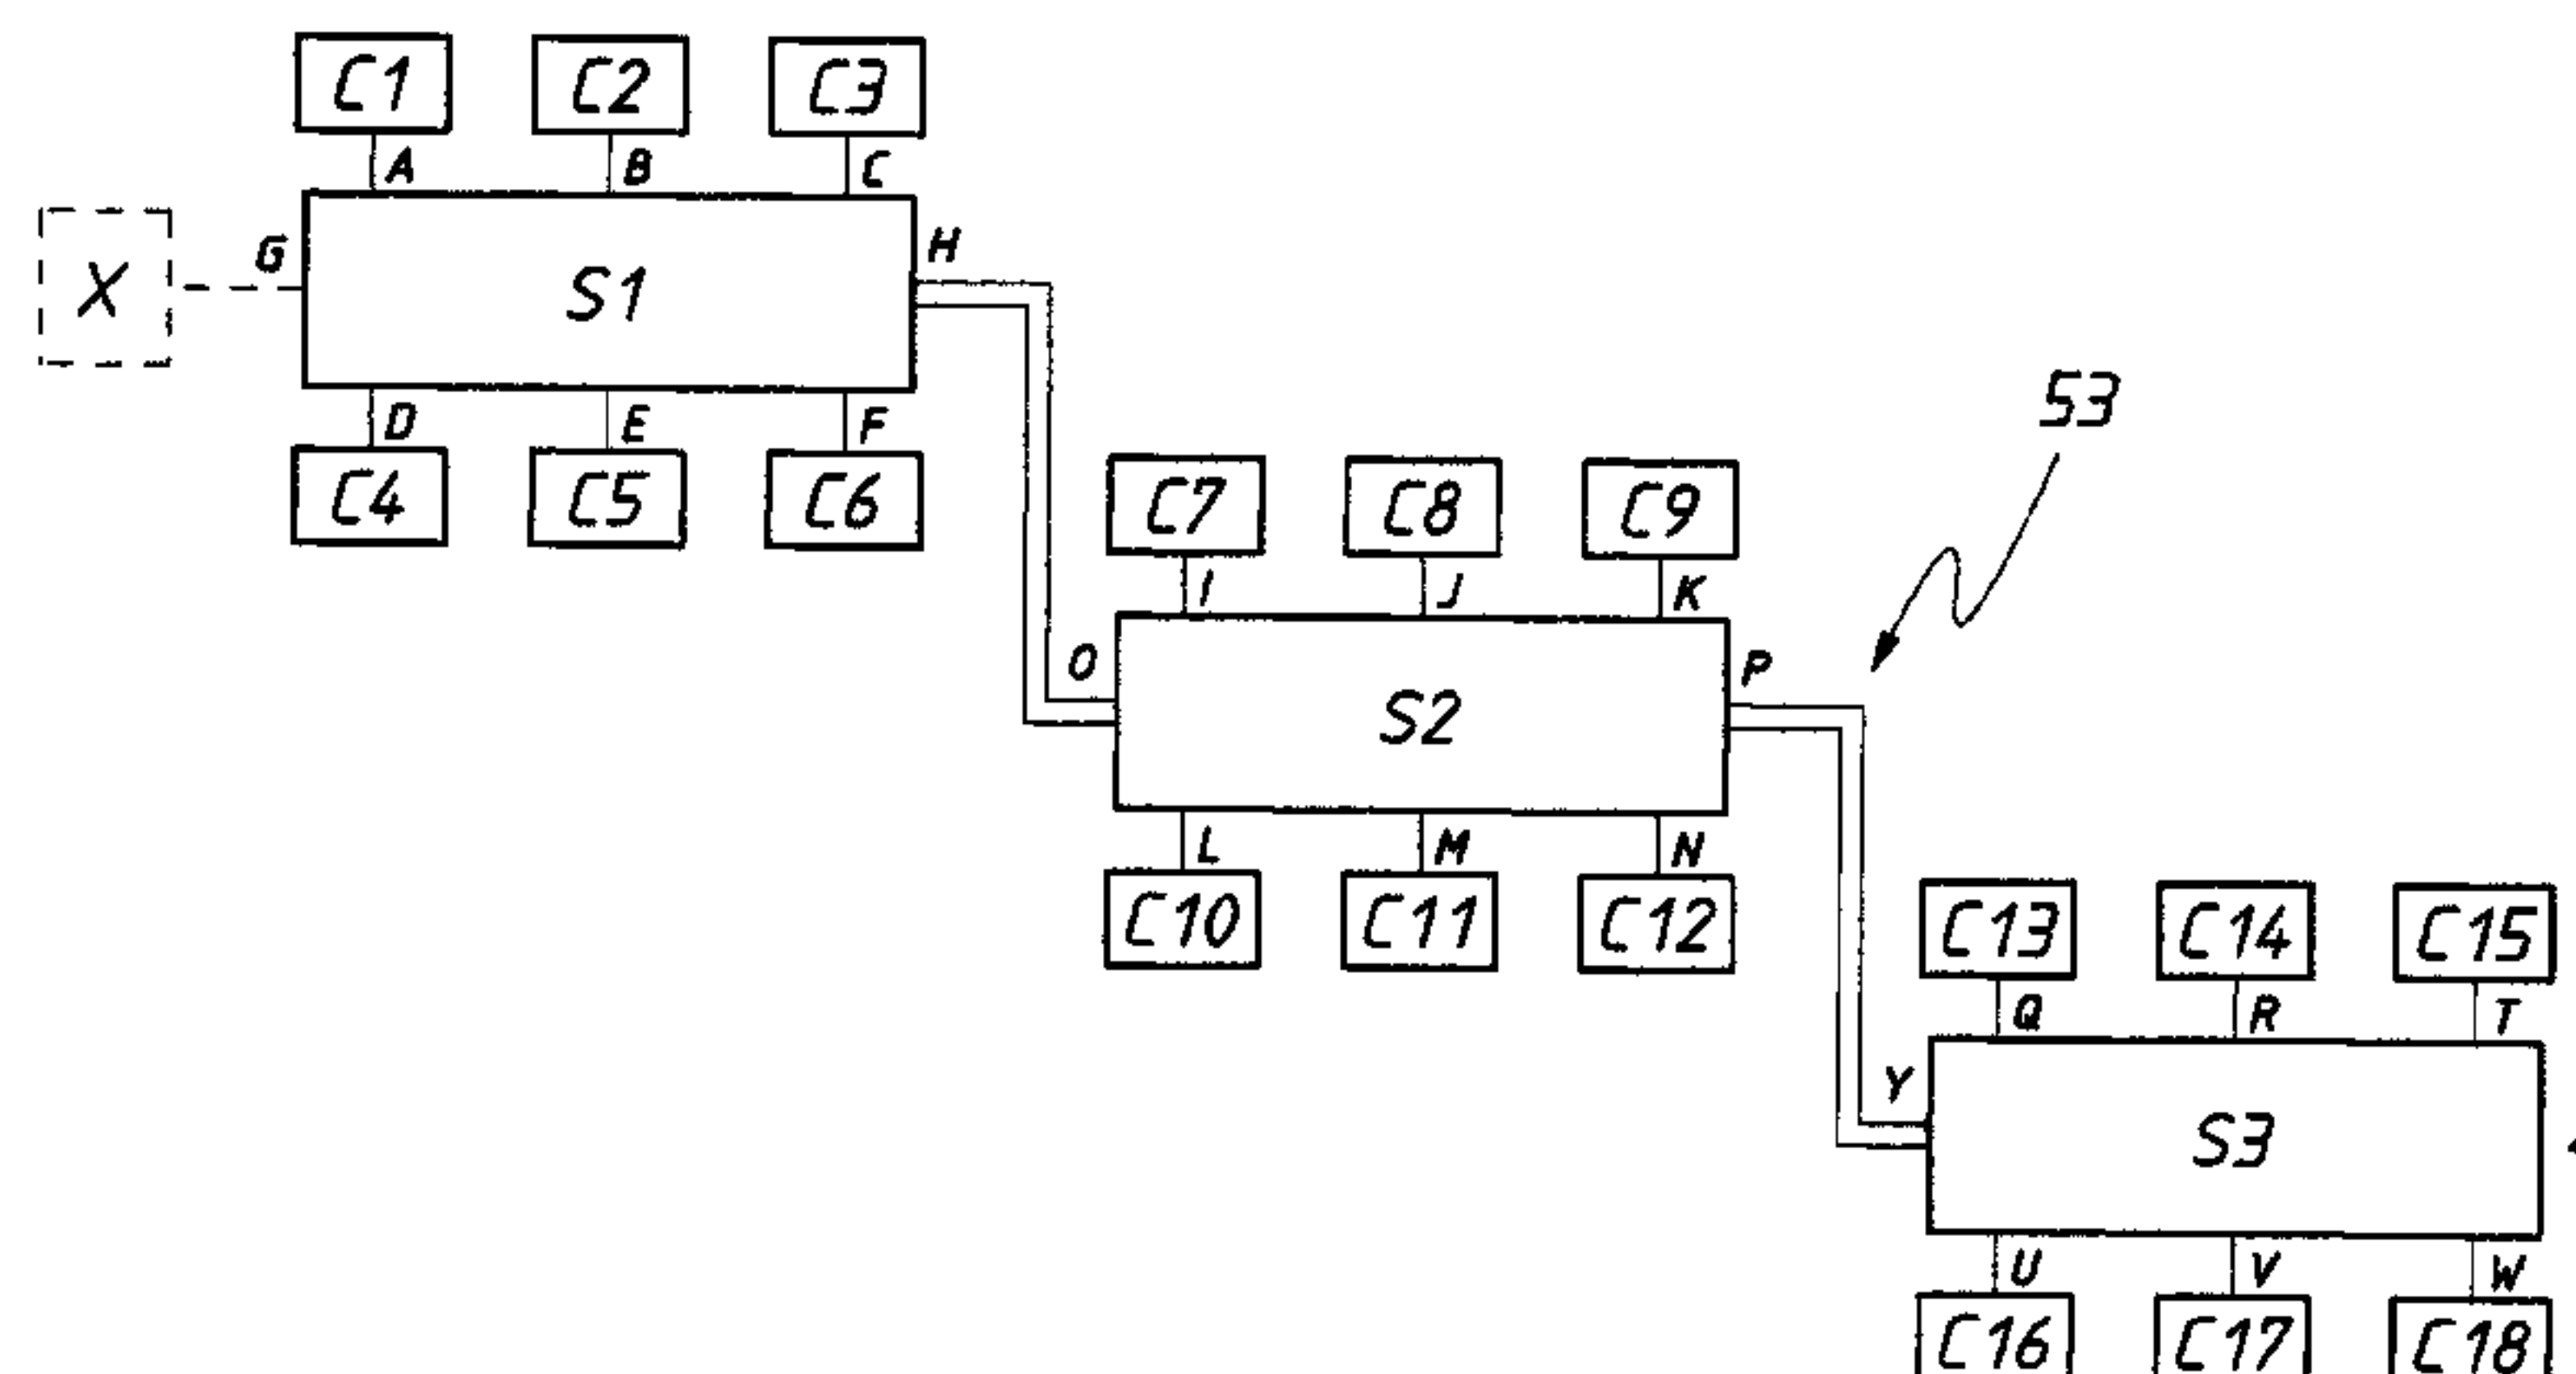 C1 C2 C3
A B C
X G S1 H
D E F
C4 C5 C6
53
C7 C8 C9
I J K
O S2 P
L M N
C10 C11 C12
C13 C14 C15
Q R T
Y S3
U V W
C16 C17 C18